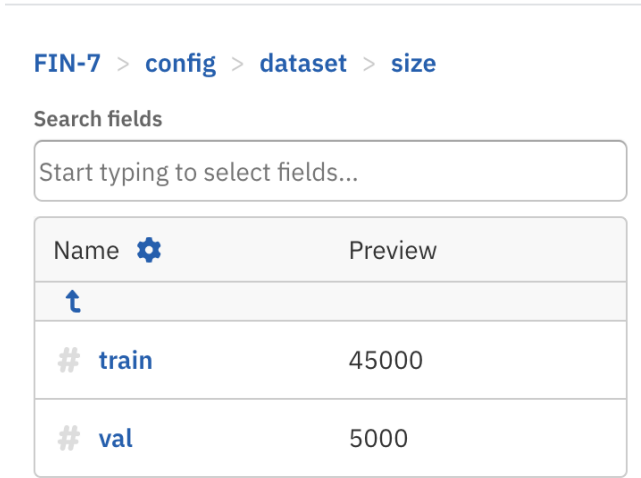 FIN-7 > config > dataset > size
Search fields
Start typing to select fields...
Name Preview
# train 45000
# val 5000